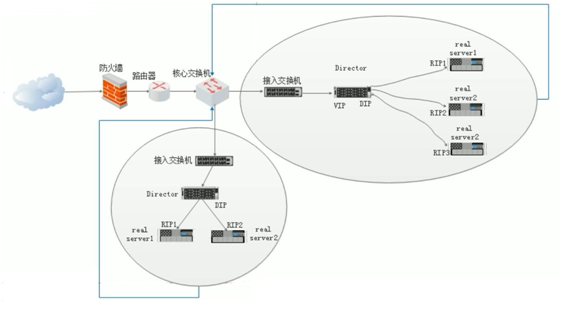 防火墙
路由器
核心交换机
接入交换机
Director
VIP
DIP
RIP1
real
server1
RIP2
real
server2
RIP3
real
server2
接入交换机
Director
DIP
RIP1
real
server1
RIP2
real
server2